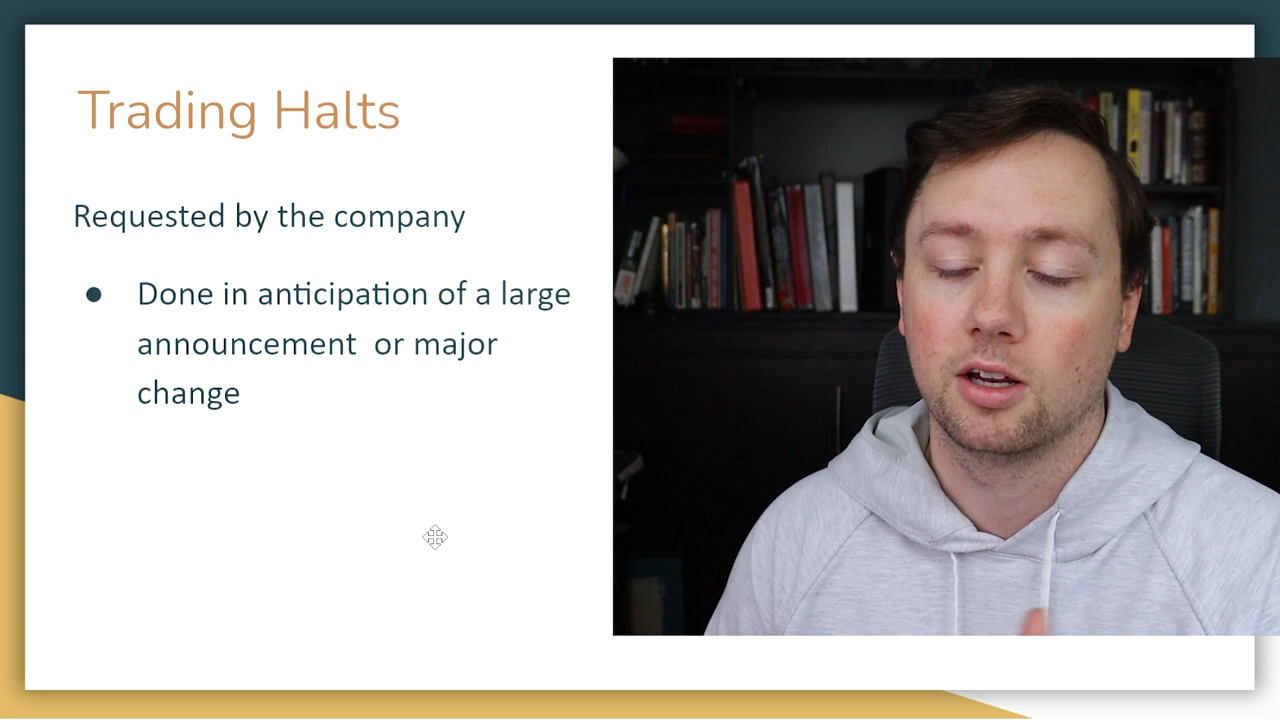 Trading Halts
Requested by the company
● Done in anticipation of a large
announcement  or major
change